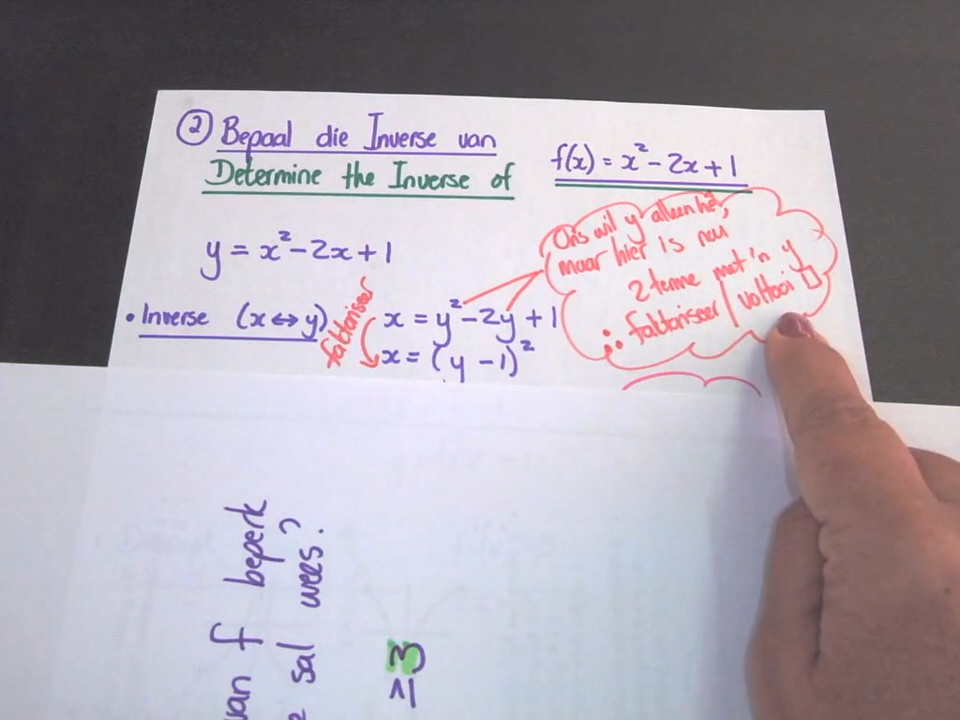 ② Bepaal die Inverse van
Determine the Inverse of
f(x) = x² - 2x + 1
y = x² - 2x + 1
Ons wil y alleen hê,
maar hier is nou
2 terme met 'n y
∴ faktoriseer / voltooi □
• Inverse (x ↔ y)
faktoriseer
x = y² - 2y + 1
x = (y - 1)²
van f beperk
sal wees?
≥ 3